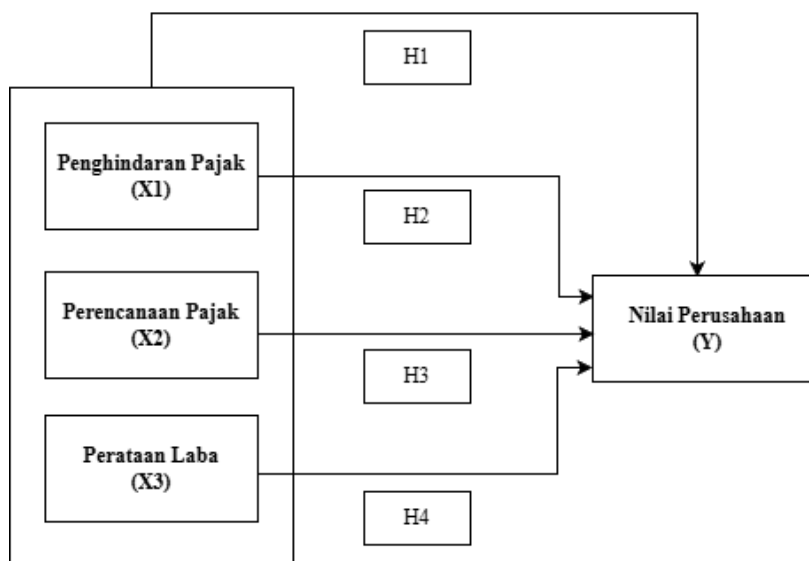 H1
Penghindaran Pajak
(X1)
H2
Perencanaan Pajak
(X2)
Nilai Perusahaan
(Y)
H3
Perataan Laba
(X3)
H4